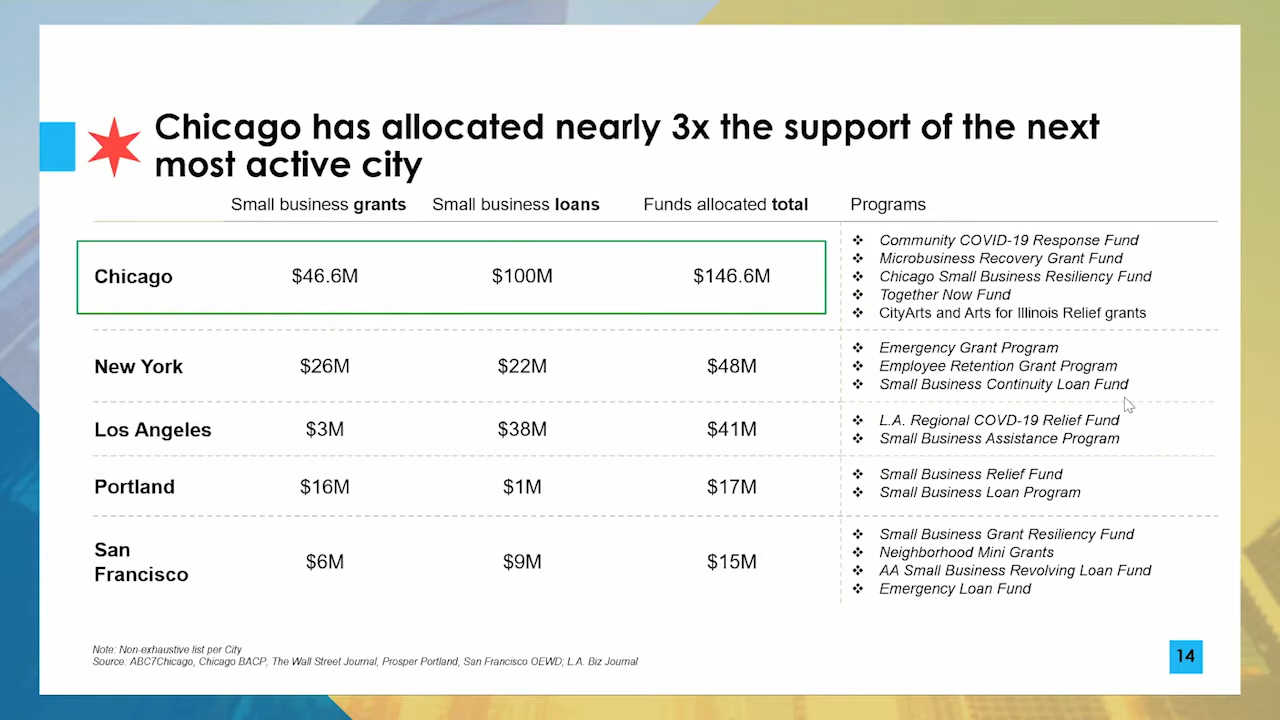 Chicago has allocated nearly 3x the support of the next
most active city
Small business grants Small business loans Funds allocated total Programs
Chicago $46.6M $100M $146.6M
❖ Community COVID-19 Response Fund
❖ Microbusiness Recovery Grant Fund
❖ Chicago Small Business Resiliency Fund
❖ Together Now Fund
❖ CityArts and Arts for Illinois Relief grants
New York $26M $22M $48M
❖ Emergency Grant Program
❖ Employee Retention Grant Program
❖ Small Business Continuity Loan Fund
Los Angeles $3M $38M $41M
❖ L.A. Regional COVD-19 Relief Fund
❖ Small Business Assistance Program
Portland $16M $1M $17M
❖ Small Business Relief Fund
❖ Small Business Loan Program
San
Francisco $6M $9M $15M
❖ Small Business Grant Resiliency Fund
❖ Neighborhood Mini Grants
❖ AA Small Business Revolving Loan Fund
❖ Emergency Loan Fund
Note: Non-exhaustive list per City
Source: ABC7Chicago, Chicago BACP, The Wall Street Journal, Prosper Portland, San Francisco OEWD; L.A. Biz Journal
14